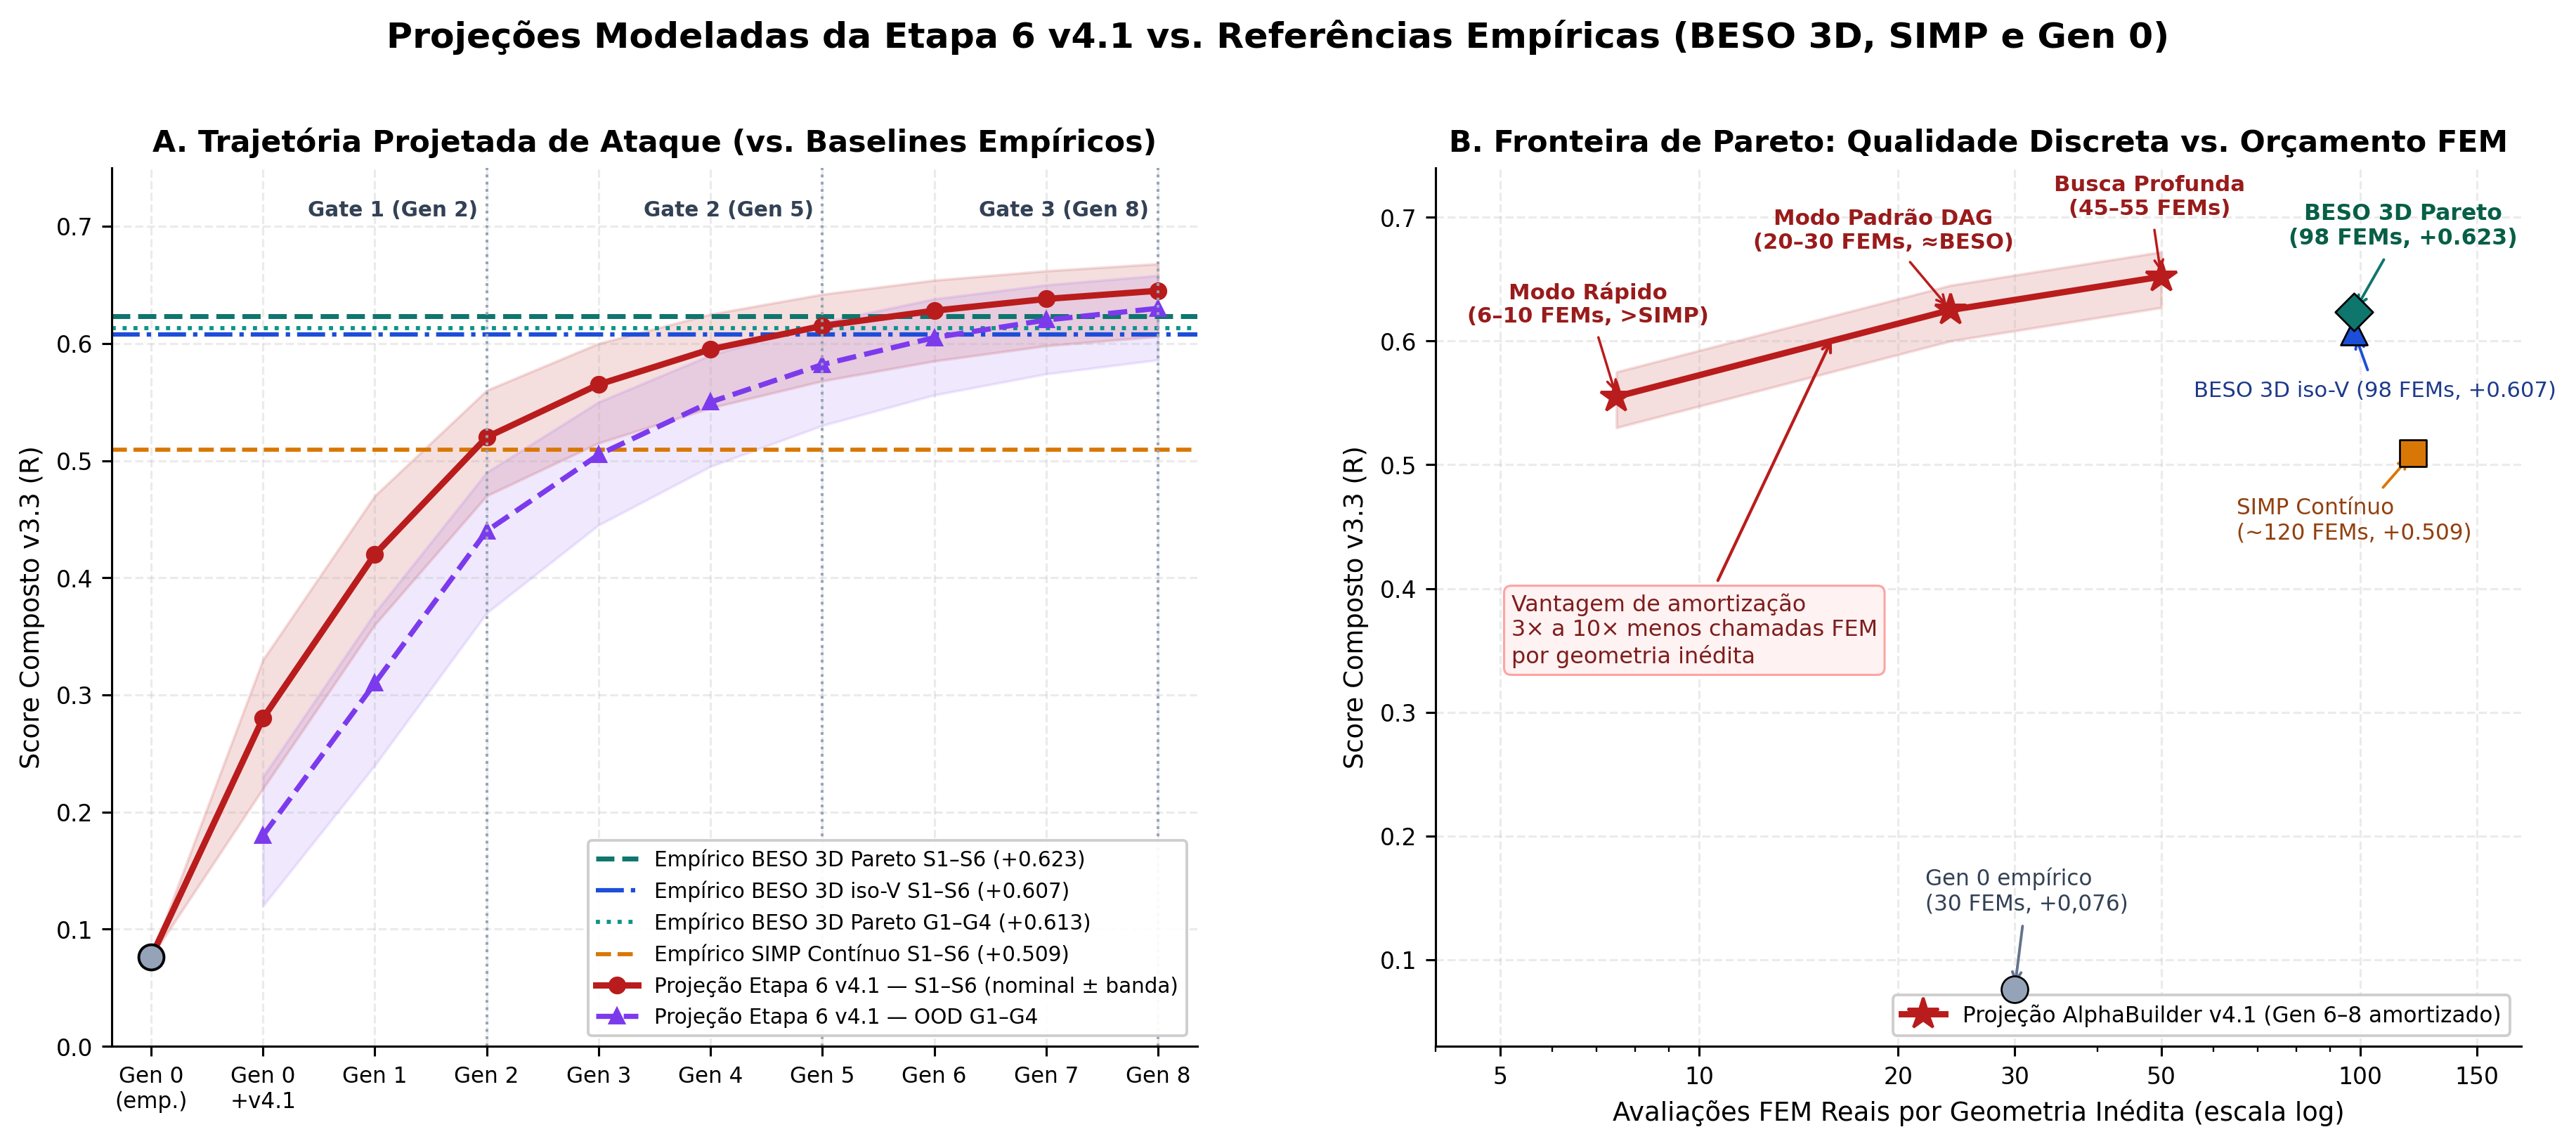 Projeções Modeladas da Etapa 6 v4.1 vs. Referências Empíricas (BESO 3D, SIMP e Gen 0)
A. Trajetória Projetada de Ataque (vs. Baselines Empíricos)
Gate 1 (Gen 2)
Gate 2 (Gen 5)
Gate 3 (Gen 8)
Score Composto v3.3 (R)
0.7
0.6
0.5
0.4
0.3
0.2
0.1
0.0
Empírico BESO 3D Pareto S1–S6 (+0.623)
Empírico BESO 3D iso-V S1–S6 (+0.607)
Empírico BESO 3D Pareto G1–G4 (+0.613)
Empírico SIMP Contínuo S1–S6 (+0.509)
Projeção Etapa 6 v4.1 — S1–S6 (nominal ± banda)
Projeção Etapa 6 v4.1 — OOD G1–G4
Gen 0
(emp.)
Gen 0
+v4.1
Gen 1
Gen 2
Gen 3
Gen 4
Gen 5
Gen 6
Gen 7
Gen 8
B. Fronteira de Pareto: Qualidade Discreta vs. Orçamento FEM
Busca Profunda
(45–55 FEMs)
Modo Padrão DAG
(20–30 FEMs, ≈BESO)
BESO 3D Pareto
(98 FEMs, +0.623)
Modo Rápido
(6–10 FEMs, >SIMP)
BESO 3D iso-V (98 FEMs, +0.607)
SIMP Contínuo
(~120 FEMs, +0.509)
Vantagem de amortização
3× a 10× menos chamadas FEM
por geometria inédita
Gen 0 empírico
(30 FEMs, +0,076)
Projeção AlphaBuilder v4.1 (Gen 6–8 amortizado)
Score Composto v3.3 (R)
0.7
0.6
0.5
0.4
0.3
0.2
0.1
5
10
20
30
50
100
150
Avaliações FEM Reais por Geometria Inédita (escala log)